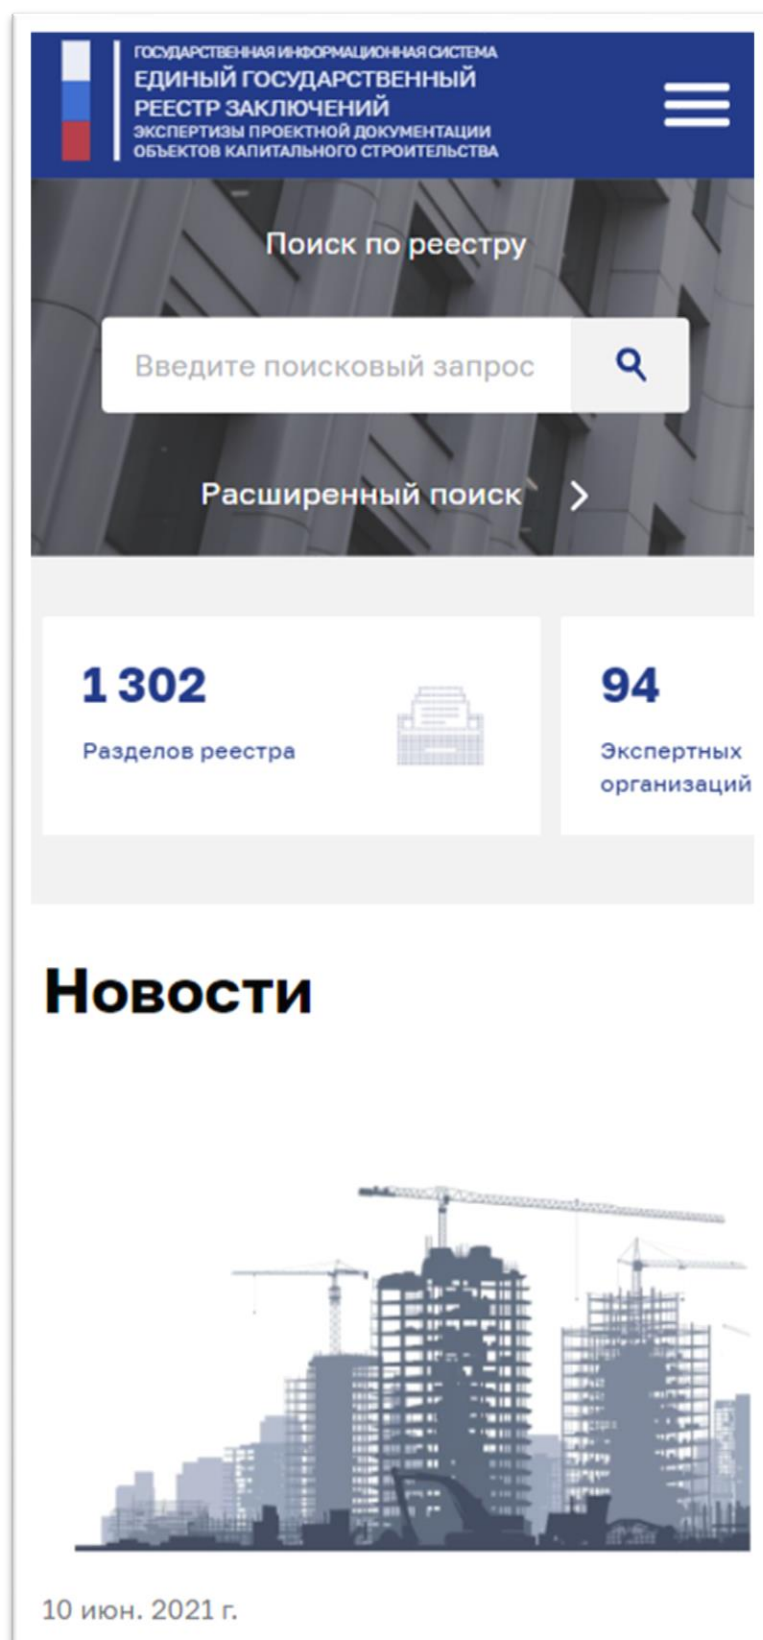 ГОСУДАРСТВЕННАЯ ИНФОРМАЦИОННАЯ СИСТЕМА
ЕДИНЫЙ ГОСУДАРСТВЕННЫЙ
РЕЕСТР ЗАКЛЮЧЕНИЙ
ЭКСПЕРТИЗЫ ПРОЕКТНОЙ ДОКУМЕНТАЦИИ
ОБЪЕКТОВ КАПИТАЛЬНОГО СТРОИТЕЛЬСТВА
Поиск по реестру
Введите поисковый запрос
Расширенный поиск
1 302
Разделов реестра
94
Экспертных
организаций
Новости
10 июн. 2021 г.